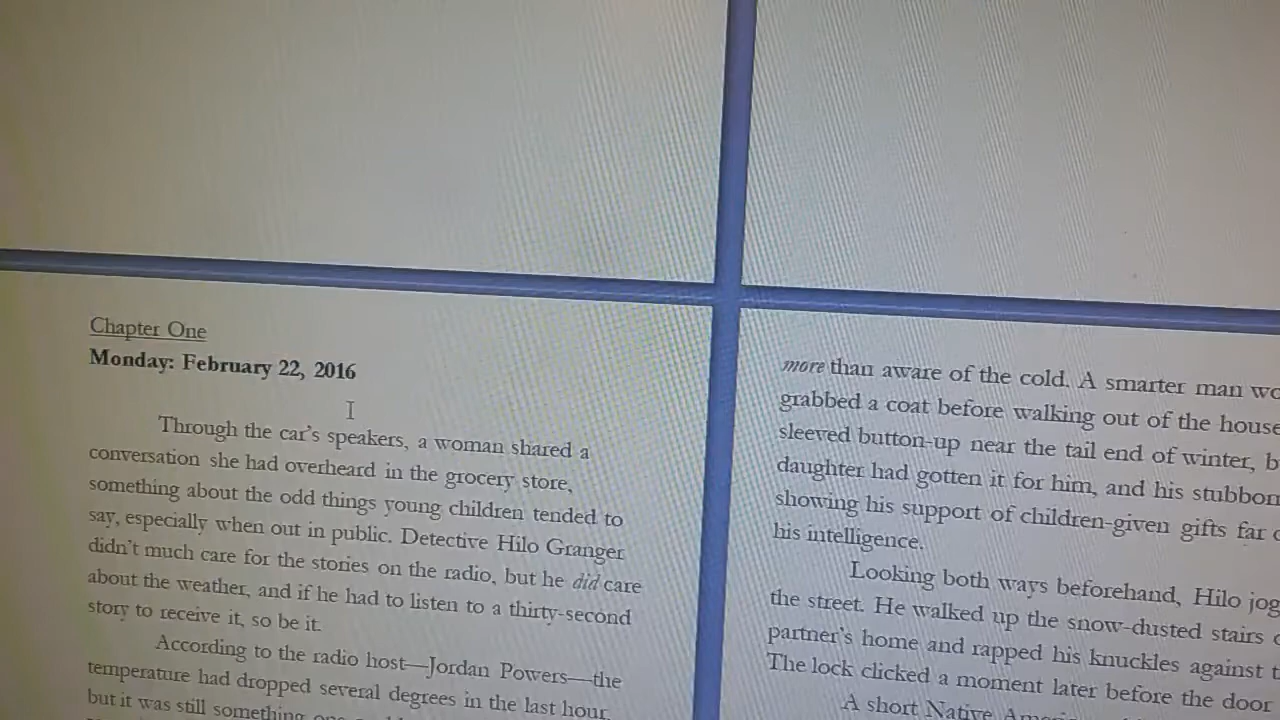 Chapter One
Monday: February 22, 2016
Through the car's speakers, a woman shared a
conversation she had overheard in the grocery store,
something about the odd things young children tended to
say, especially when out in public. Detective Hilo Granger
didn't much care for the stories on the radio, but he did care
about the weather, and if he had to listen to a thirty-second
story to receive it, so be it.
According to the radio host—Jordan Powers—the
temperature had dropped several degrees in the last hour,
but it was still something
more than aware of the cold. A smarter man
grabbed a coat before walking out of the house
sleeved button-up near the tail end of winter,
daughter had gotten it for him, and his
showing his support of children-given gifts far
his intelligence.
Looking both ways beforehand, Hilo
the street. He walked up the snow-dusted stairs
partner's home and rapped his knuckles against
The lock clicked a moment later before the door
A short Native